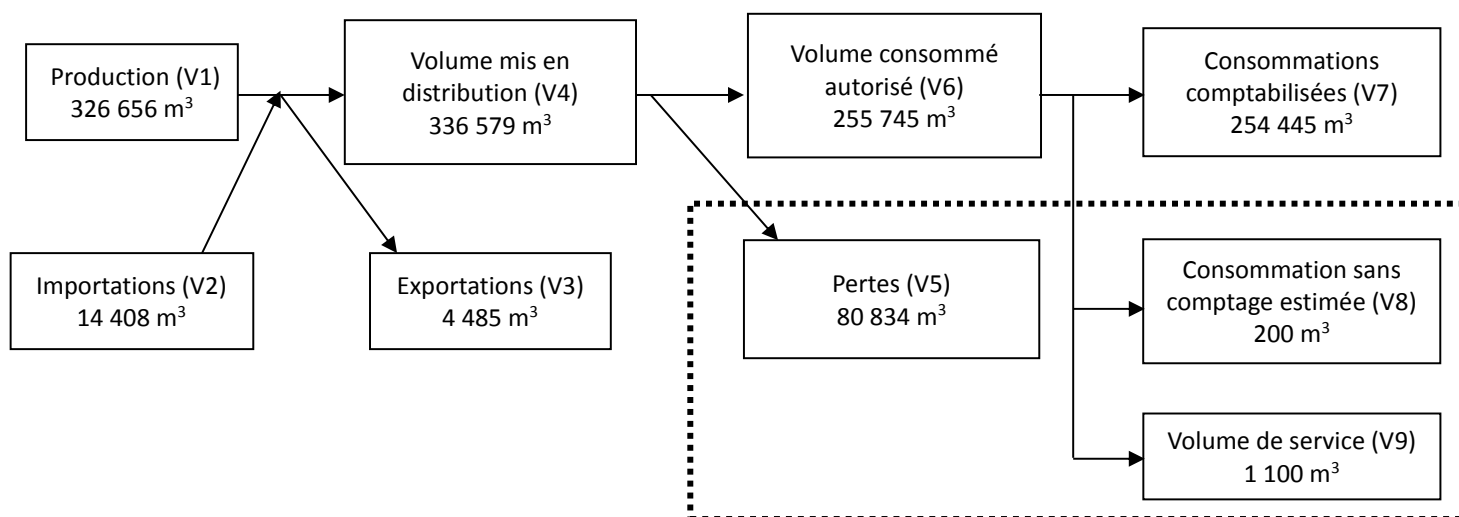 Production (V1)
326 656 m³
Volume mis en
distribution (V4)
336 579 m³
Volume consommé
autorisé (V6)
255 745 m³
Consommations
comptabilisées (V7)
254 445 m³
Importations (V2)
14 408 m³
Exportations (V3)
4 485 m³
Pertes (V5)
80 834 m³
Consommation sans
comptage estimée (V8)
200 m³
Volume de service (V9)
1 100 m³